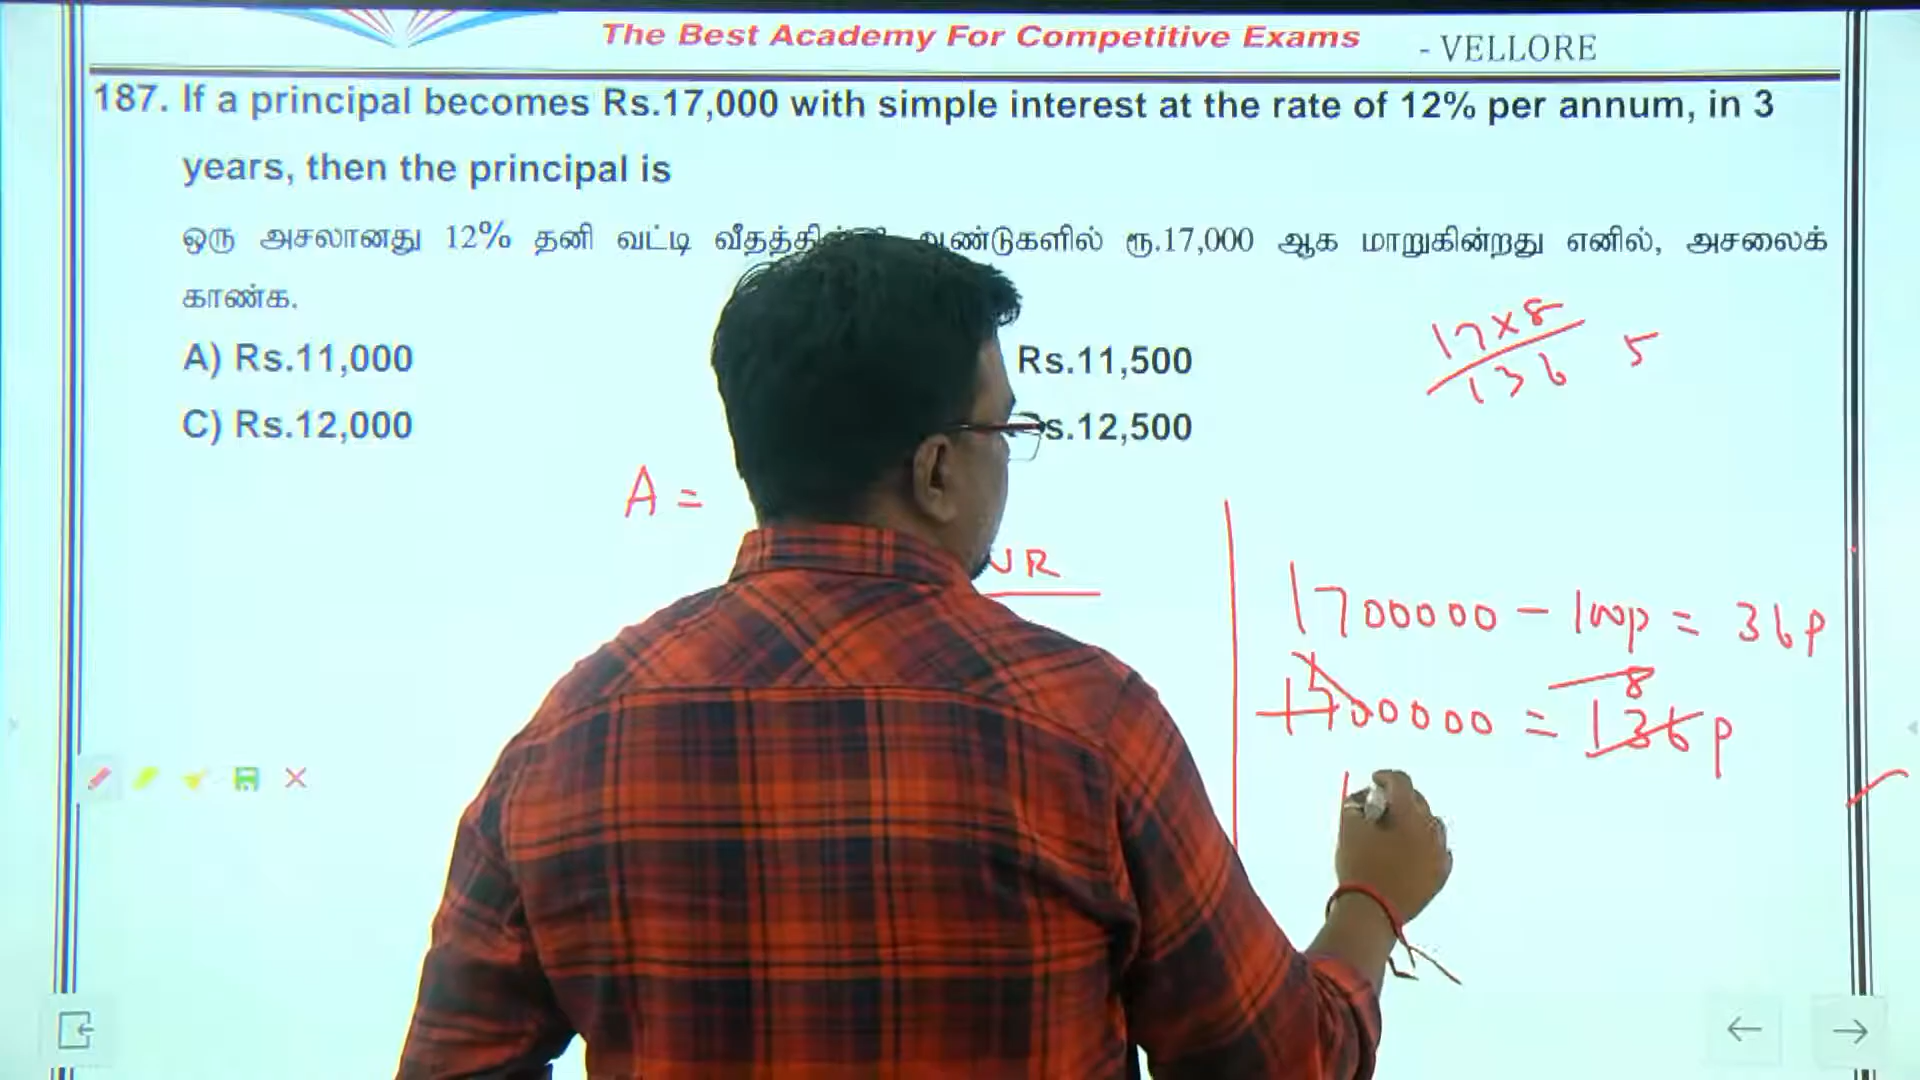 The Best Academy For Competitive Exams - VELLORE
187. If a principal becomes Rs.17,000 with simple interest at the rate of 12% per annum, in 3
years, then the principal is
ஒரு அசலானது 12% தனி வட்டி ஆண்டுகளில் ரூ.17,000 ஆக மாறுகின்றது எனில், அசலைக்
காண்க.
A) Rs.11,000 Rs.11,500
C) Rs.12,000 s.12,500
17x8
136 5
A =
NR
1700000 - 100p = 36p
8
1700000 = 136p